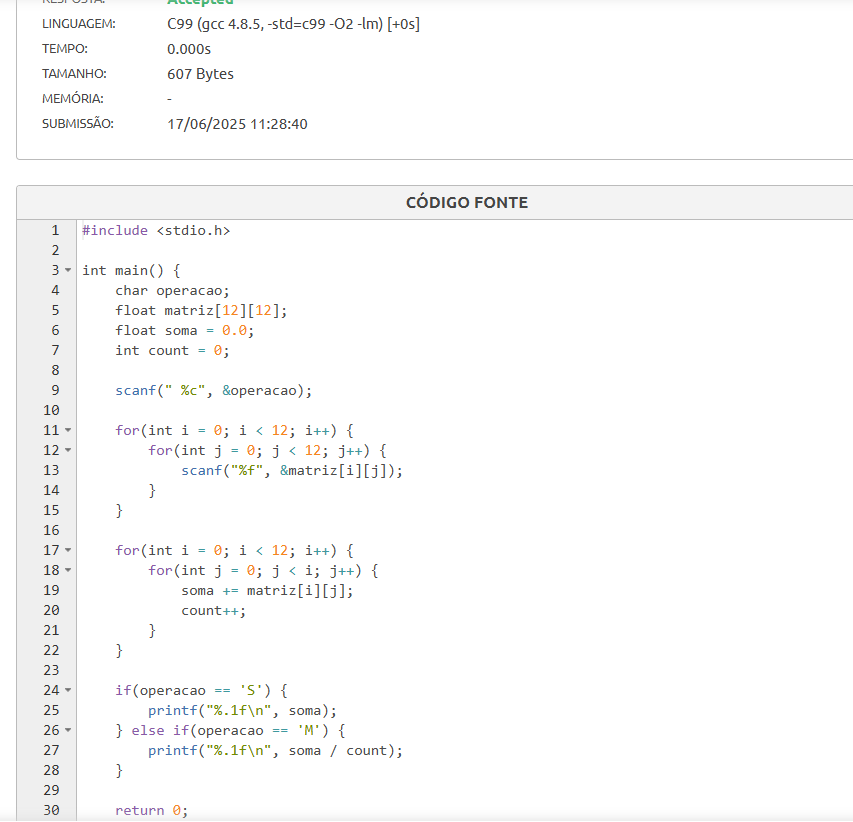 RESPOSTA: Accepted
LINGUAGEM: C99 (gcc 4.8.5, -std=c99 -O2 -lm) [+0s]
TEMPO: 0.000s
TAMANHO: 607 Bytes
MEMÓRIA: -
SUBMISSÃO: 17/06/2025 11:28:40
CÓDIGO FONTE
1 #include <stdio.h>
2
3 int main() {
4     char operacao;
5     float matriz[12][12];
6     float soma = 0.0;
7     int count = 0;
8
9     scanf(" %c", &operacao);
10
11     for(int i = 0; i < 12; i++) {
12         for(int j = 0; j < 12; j++) {
13             scanf("%f", &matriz[i][j]);
14         }
15     }
16
17     for(int i = 0; i < 12; i++) {
18         for(int j = 0; j < i; j++) {
19             soma += matriz[i][j];
20             count++;
21         }
22     }
23
24     if(operacao == 'S') {
25         printf("%.1f\n", soma);
26     } else if(operacao == 'M') {
27         printf("%.1f\n", soma / count);
28     }
29
30     return 0;